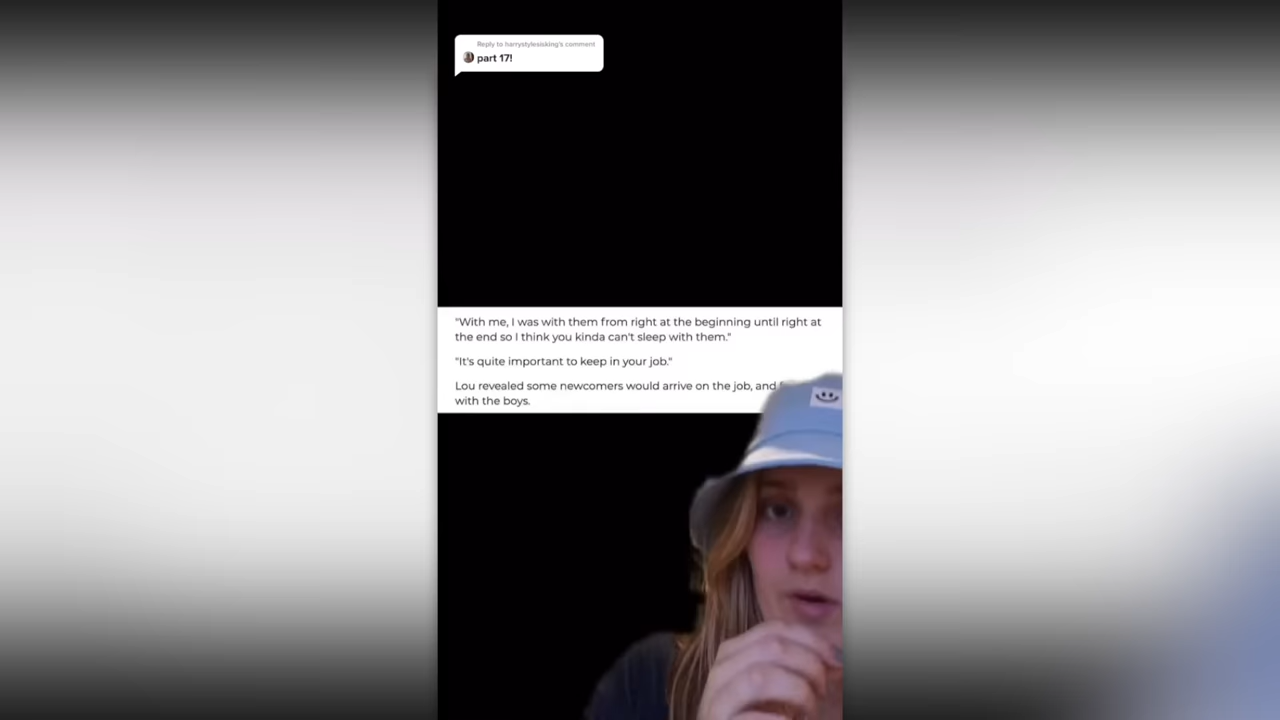 Reply to harrystylesisking's comment
part 17!
"With me, I was with them from right at the beginning until right at
the end so I think you kinda can't sleep with them."
"It's quite important to keep in your job."
Lou revealed some newcomers would arrive on the job, and
with the boys.